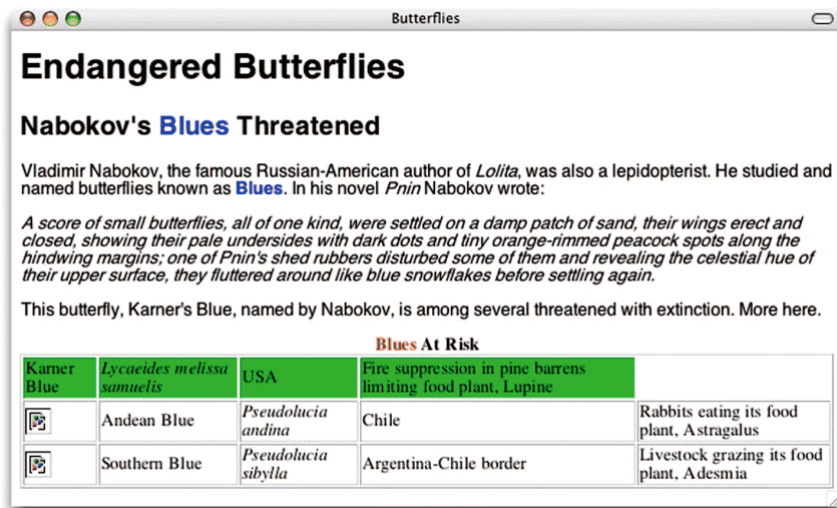 Butterflies
Endangered Butterflies
Nabokov's Blues Threatened
Vladimir Nabokov, the famous Russian-American author of Lolita, was also a lepidopterist. He studied and
named butterflies known as Blues. In his novel Pnin Nabokov wrote:
A score of small butterflies, all of one kind, were settled on a damp patch of sand, their wings erect and
closed, showing their pale undersides with dark dots and tiny orange-rimmed peacock spots along the
hindwing margins; one of Pnin's shed rubbers disturbed some of them and revealing the celestial hue of
their upper surface, they fluttered around like blue snowflakes before settling again.
This butterfly, Karner's Blue, named by Nabokov, is among several threatened with extinction. More here.
Blues At Risk
Karner Lycaeides melissa USA Fire suppression in pine barrens
Blue samuelis limiting food plant, Lupine
Andean Blue Pseudolucia Chile Rabbits eating its food
andina plant, Astragalus
Southern Blue Pseudolucia Argentina-Chile border Livestock grazing its food
sibylla plant, Adesmia